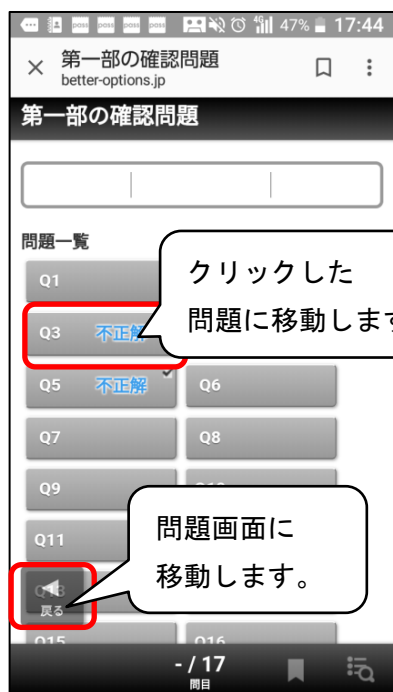 47% 17:44
第一部の確認問題
better-options.jp
第一部の確認問題
問題一覧
Q1
クリックした
問題に移動します
Q3 不正解
Q5 不正解 Q6
Q7 Q8
Q9
Q11
問題画面に
移動します。
戻る
Q15 Q16
- / 17
問目